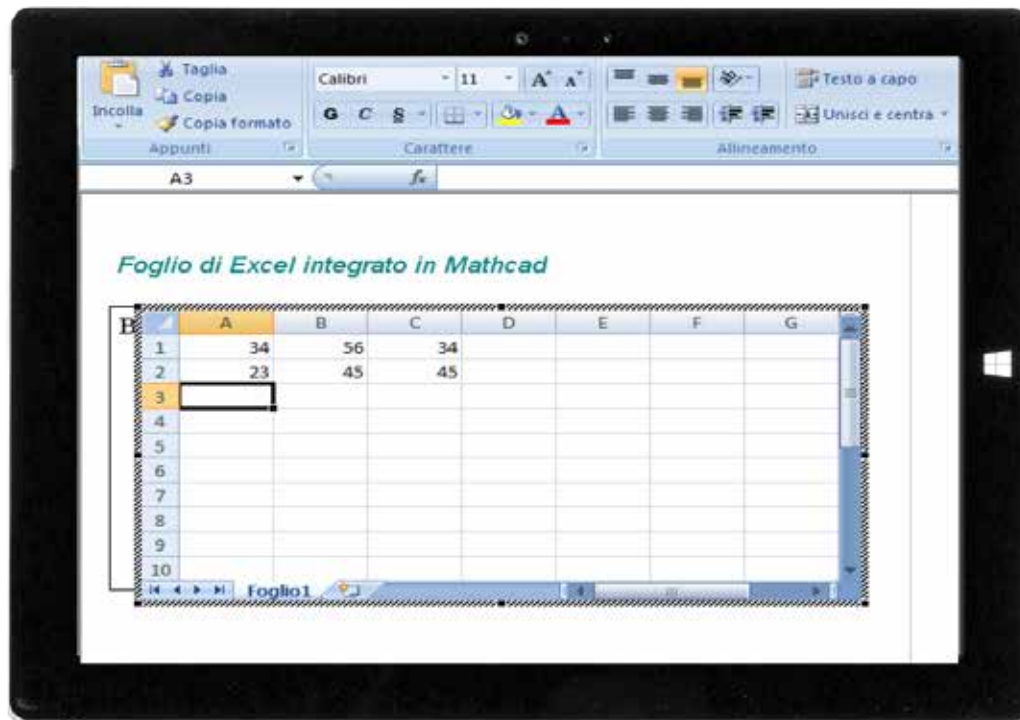 Taglia
Calibri 11 A A Testo a capo
Copia
Incolla
Copia formato G C S A Unisci e centra
Appunti Carattere Allineamento
A3 fx
Foglio di Excel integrato in Mathcad
B A B C D E F G
1 34 56 34
2 23 45 45
3
4
5
6
7
8
9
10
Foglio1